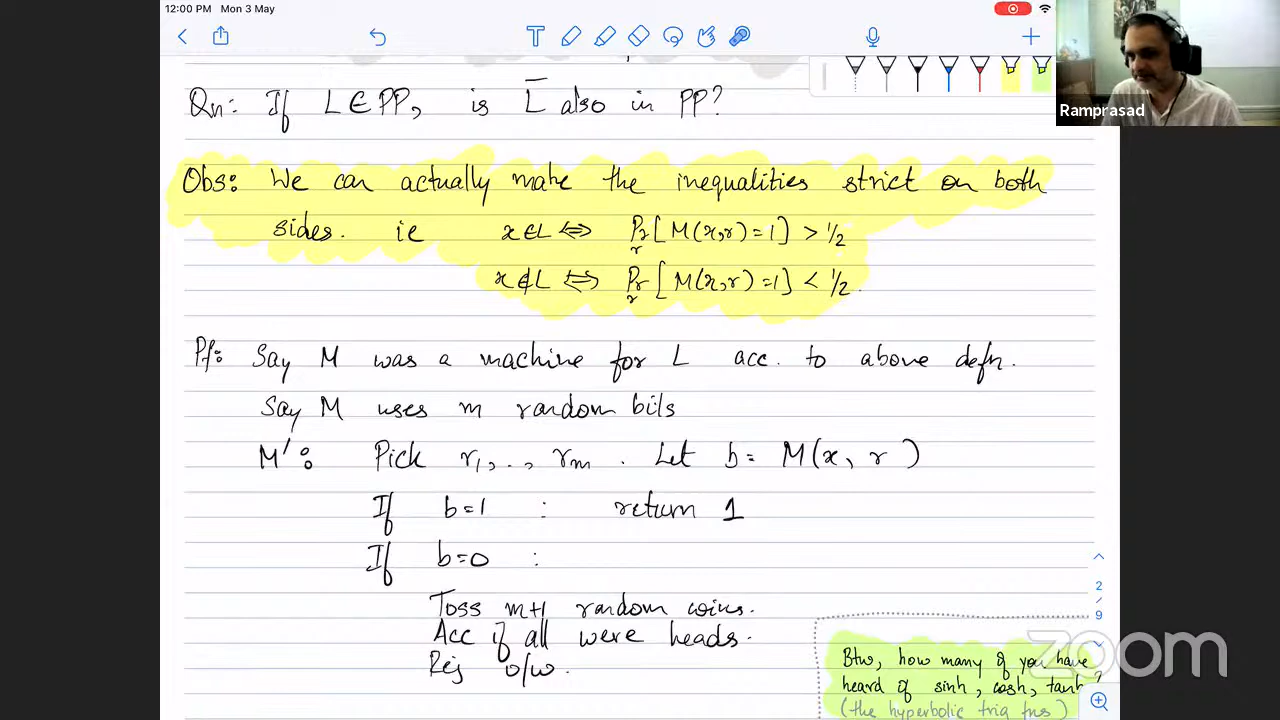 12:00 PM Mon 3 May
Qn: If L ∈ PP, is L̅ also in PP?
Obs: We can actually make the inequalities strict on both
sides. ie x∈L ⇔ Pr_r [M(x,r)=1] > 1/2
x∉L ⇔ Pr_r [M(x,r)=1] < 1/2.
Pf: Say M was a machine for L acc. to above defn.
Say M uses m random bits
M': Pick r1, .., rm. Let b = M(x, r)
If b=1 : return 1
If b=0 :
Toss m+1 random coins.
Acc if all were heads.
Rej o/w.
Btw, how many of you have
heard of sinh, cosh, tanh ?
(the hyperbolic trig fns)
2
9
zoom
Ramprasad